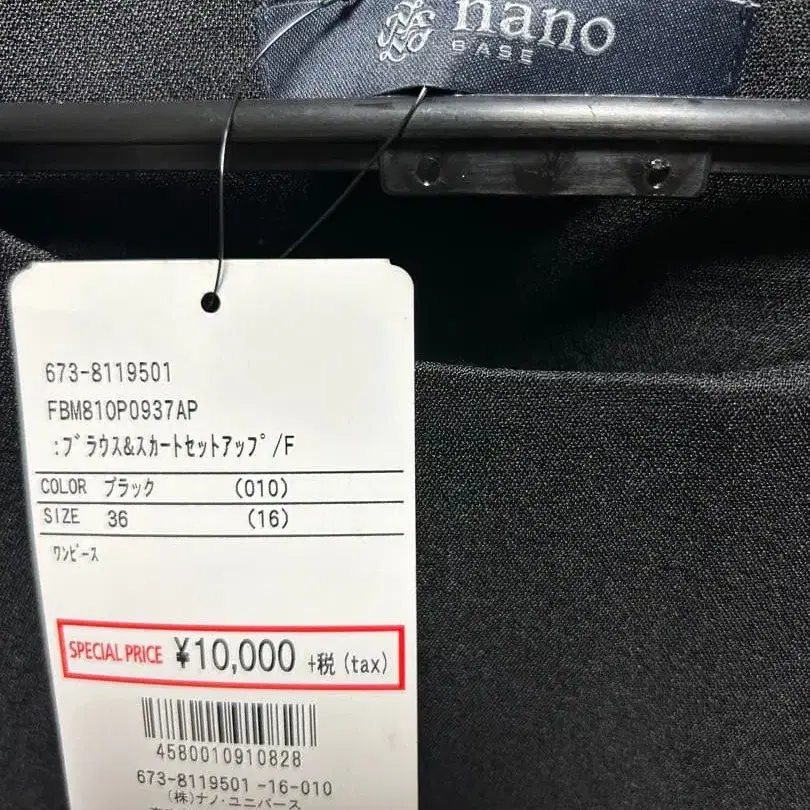 nano
BASE
673-8119501
FBM810P0937AP
:ﾌﾞﾗｳｽ&ｽｶｰﾄｾｯﾄｱｯﾌﾟ/F
COLOR ブラック (010)
SIZE 36 (16)
ﾜﾝﾋﾟｰｽ
SPECIAL PRICE ¥10,000 +税(tax)
4580010910828
673-8119501-16-010
(株)ナノ・ユニバース